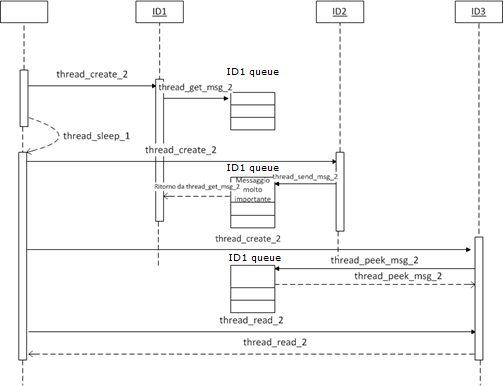 ID1
ID2
ID3
ID1 queue
thread_create_2
thread_get_msg_2
thread_sleep_1
thread_create_2
ID1 queue
thread_send_msg_2
Ritorno da thread_get_msg_2
Messaggio
molto
importante
thread_create_2
ID1 queue
thread_peek_msg_2
thread_peek_msg_2
thread_read_2
thread_read_2